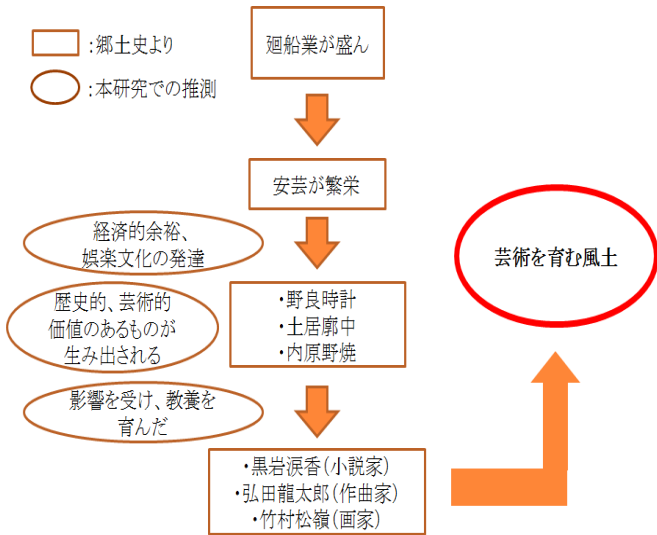 :郷土史より
:本研究での推測
廻船業が盛ん
安芸が繁栄
経済的余裕、
娯楽文化の発達
歴史的、芸術的
価値のあるものが
生み出される
影響を受け、教養を
育んだ
・野良時計
・土居廓中
・内原野焼
・黒岩涙香(小説家)
・弘田龍太郎(作曲家)
・竹村松嶺(画家)
芸術を育む風土